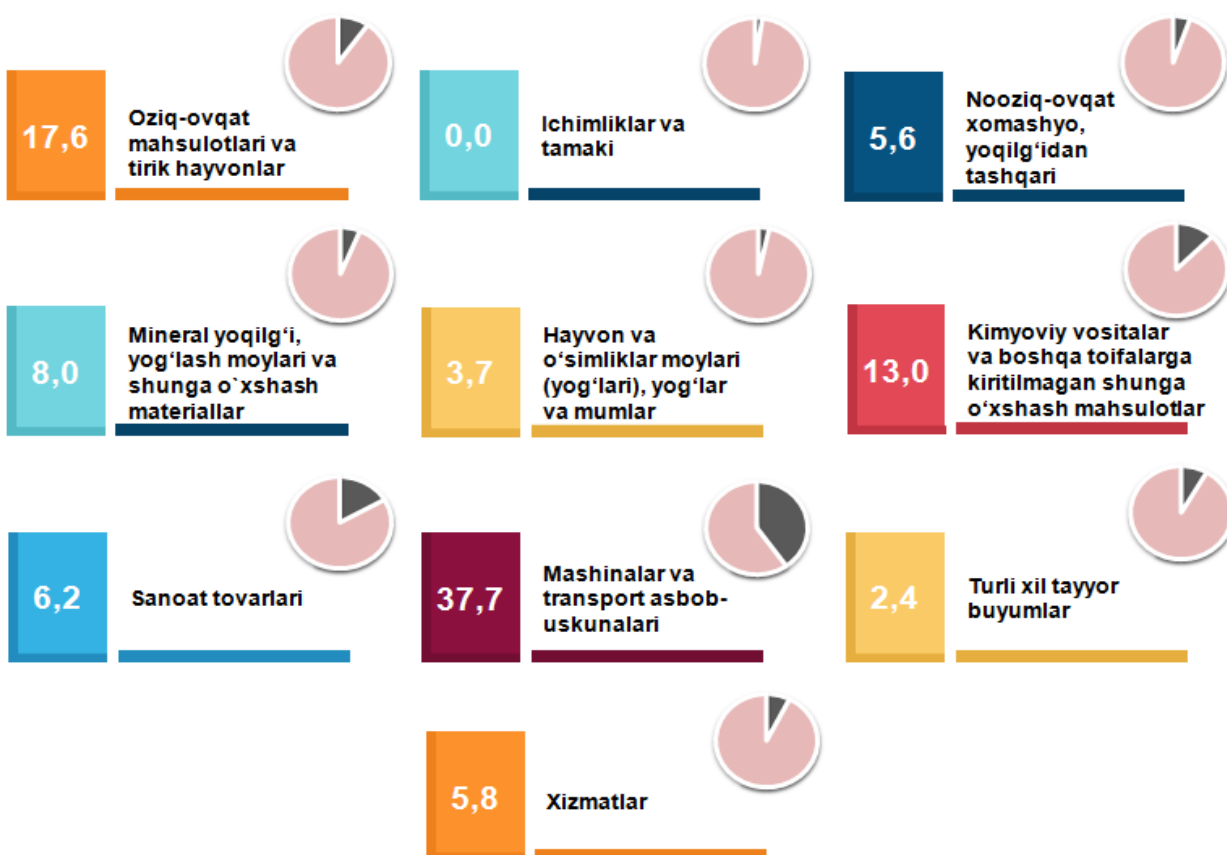 17,6
Oziq-ovqat
mahsulotlari va
tirik hayvonlar
0,0
Ichimliklar va
tamaki
5,6
Nooziq-ovqat
xomashyo,
yoqilg‘idan
tashqari
8,0
Mineral yoqilg‘i,
yog‘lash moylari va
shunga o`xshash
materiallar
3,7
Hayvon va
o‘simliklar moylari
(yog‘lari), yog‘lar
va mumlar
13,0
Kimyoviy vositalar
va boshqa toifalarga
kiritilmagan shunga
o‘xshash mahsulotlar
6,2
Sanoat tovarlari
37,7
Mashinalar va
transport asbob-
uskunalari
2,4
Turli xil tayyor
buyumlar
5,8
Xizmatlar